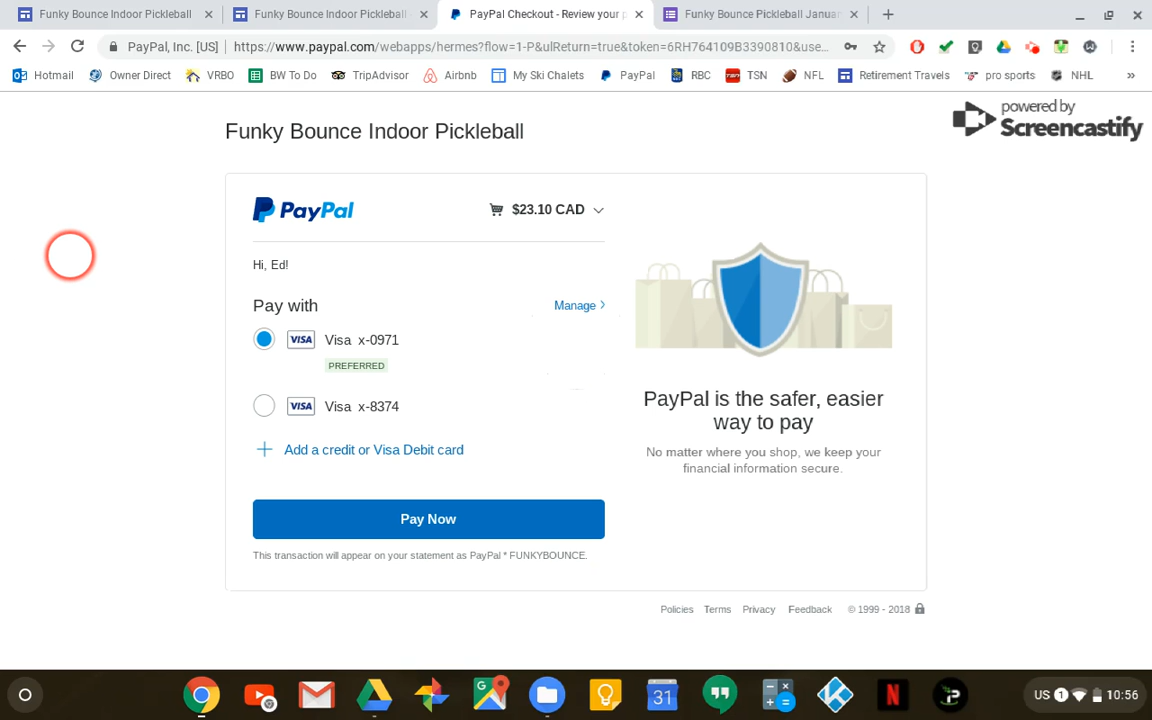 Funky Bounce Indoor Pickleball
Funky Bounce Indoor Pickleball
PayPal Checkout - Review your p
Funky Bounce Pickleball Januar
PayPal, Inc. [US] https://www.paypal.com/webapps/hermes?flow=1-P&ulReturn=true&token=6RH764109B3390810&use...
Hotmail Owner Direct VRBO BW To Do TripAdvisor Airbnb My Ski Chalets PayPal RBC TSN NFL Retirement Travels pro sports NHL »
powered by
Screencastify
Funky Bounce Indoor Pickleball
PayPal $23.10 CAD
Hi, Ed!
Pay with Manage
VISA Visa x-0971
PREFERRED
VISA Visa x-8374
Add a credit or Visa Debit card
Pay Now
This transaction will appear on your statement as PayPal * FUNKYBOUNCE.
PayPal is the safer, easier
way to pay
No matter where you shop, we keep your
financial information secure.
Policies Terms Privacy Feedback © 1999 - 2018
31 N iP US 1 10:56